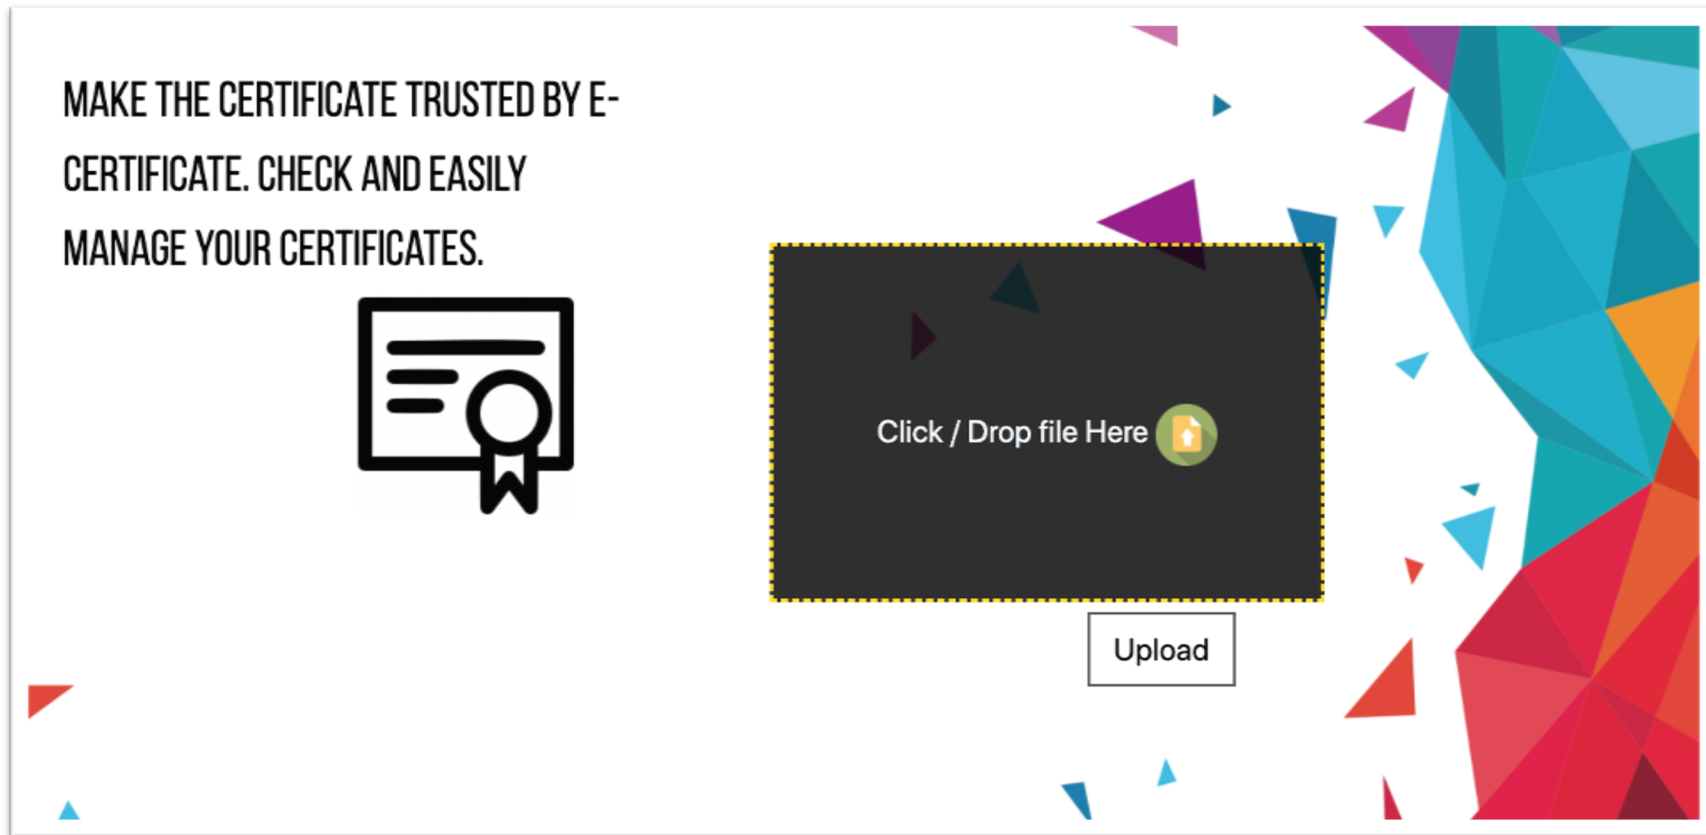 MAKE THE CERTIFICATE TRUSTED BY E-
CERTIFICATE. CHECK AND EASILY
MANAGE YOUR CERTIFICATES.
Click / Drop file Here
Upload